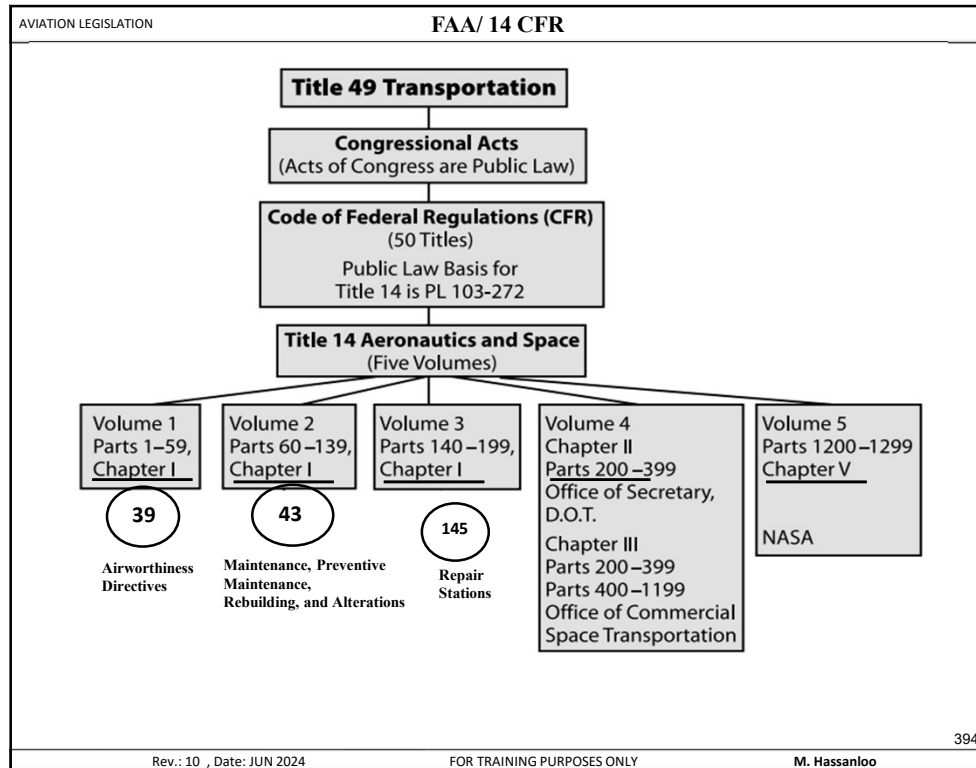 AVIATION LEGISLATION
FAA/ 14 CFR
Title 49 Transportation
Congressional Acts
(Acts of Congress are Public Law)
Code of Federal Regulations (CFR)
(50 Titles)
Public Law Basis for
Title 14 is PL 103-272
Title 14 Aeronautics and Space
(Five Volumes)
Volume 1
Parts 1–59,
Chapter I
39
Airworthiness
Directives
Volume 2
Parts 60–139,
Chapter I
43
Maintenance, Preventive
Maintenance,
Rebuilding, and Alterations
Volume 3
Parts 140–199,
Chapter I
145
Repair
Stations
Volume 4
Chapter II
Parts 200–399
Office of Secretary,
D.O.T.
Chapter III
Parts 200–399
Parts 400–1199
Office of Commercial
Space Transportation
Volume 5
Parts 1200–1299
Chapter V
NASA
394
Rev.: 10 , Date: JUN 2024
FOR TRAINING PURPOSES ONLY
M. Hassanloo